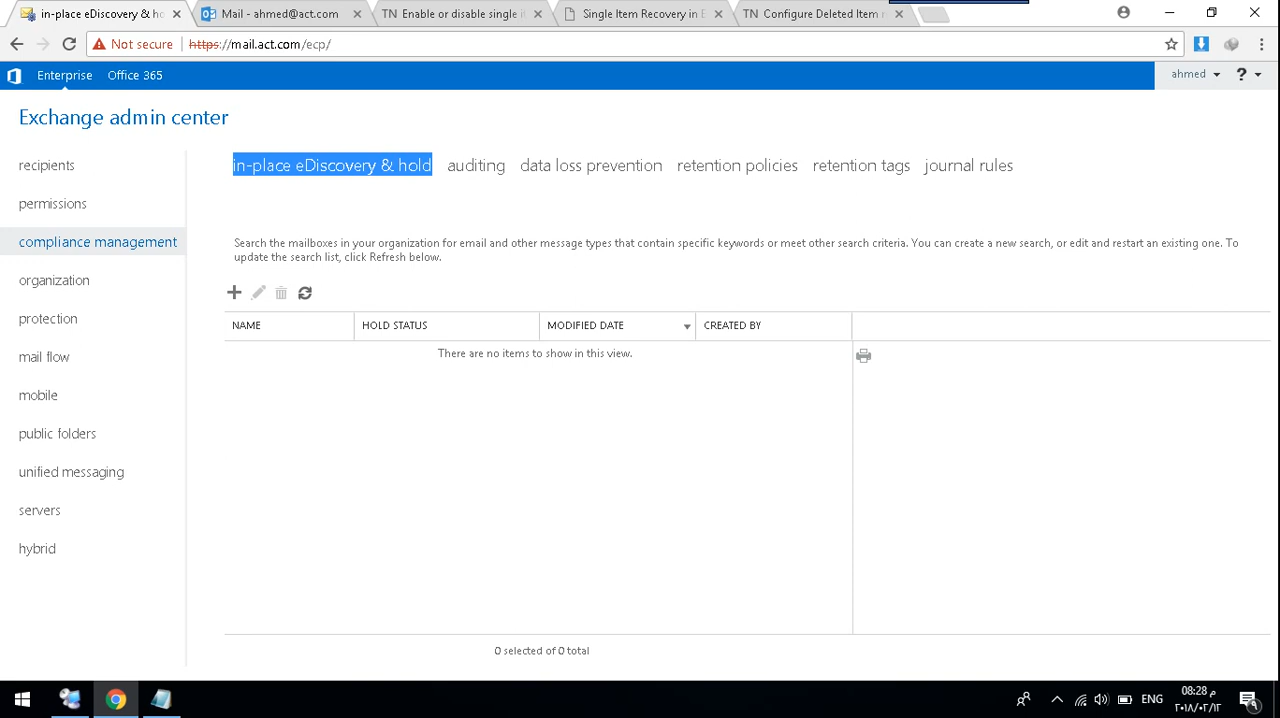 in-place eDiscovery & ho
Mail - ahmed@act.com
TN Enable or disable single i
Single Item Recovery in E
TN Configure Deleted Item r
Not secure https://mail.act.com/ecp/
Enterprise Office 365
ahmed ?
Exchange admin center
recipients
permissions
compliance management
organization
protection
mail flow
mobile
public folders
unified messaging
servers
hybrid
in-place eDiscovery & hold auditing data loss prevention retention policies retention tags journal rules
Search the mailboxes in your organization for email and other message types that contain specific keywords or meet other search criteria. You can create a new search, or edit and restart an existing one. To
update the search list, click Refresh below.
NAME HOLD STATUS MODIFIED DATE CREATED BY
There are no items to show in this view.
0 selected of 0 total
ENG
08:28 م